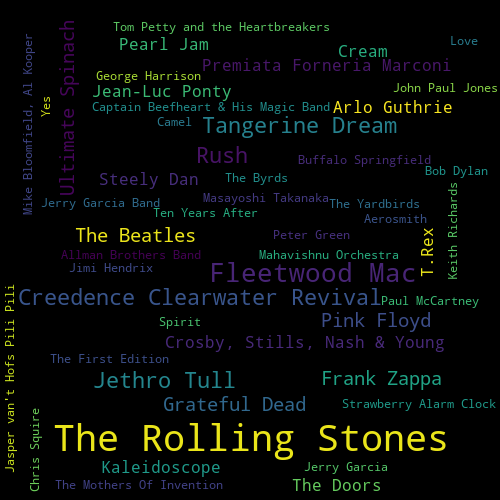 Tom Petty and the Heartbreakers
Love
Pearl Jam
Cream
Premiata Forneria Marconi
George Harrison
John Paul Jones
Jean-Luc Ponty
Captain Beefheart & His Magic Band
Arlo Guthrie
Camel
Tangerine Dream
Mike Bloomfield, Al Kooper
Yes
Ultimate Spinach
Rush
Buffalo Springfield
Bob Dylan
Steely Dan
The Byrds
Masayoshi Takanaka
Jerry Garcia Band
The Yardbirds
Ten Years After
Aerosmith
Keith Richards
The Beatles
Peter Green
T.Rex
Allman Brothers Band
Mahavishnu Orchestra
Jimi Hendrix
Fleetwood Mac
Creedence Clearwater Revival
Paul McCartney
Spirit
Pink Floyd
Crosby, Stills, Nash & Young
The First Edition
Jasper van't Hofs Pili Pili
Jethro Tull
Frank Zappa
Grateful Dead
Strawberry Alarm Clock
Chris Squire
The Rolling Stones
Kaleidoscope
Jerry Garcia
The Mothers Of Invention
The Doors